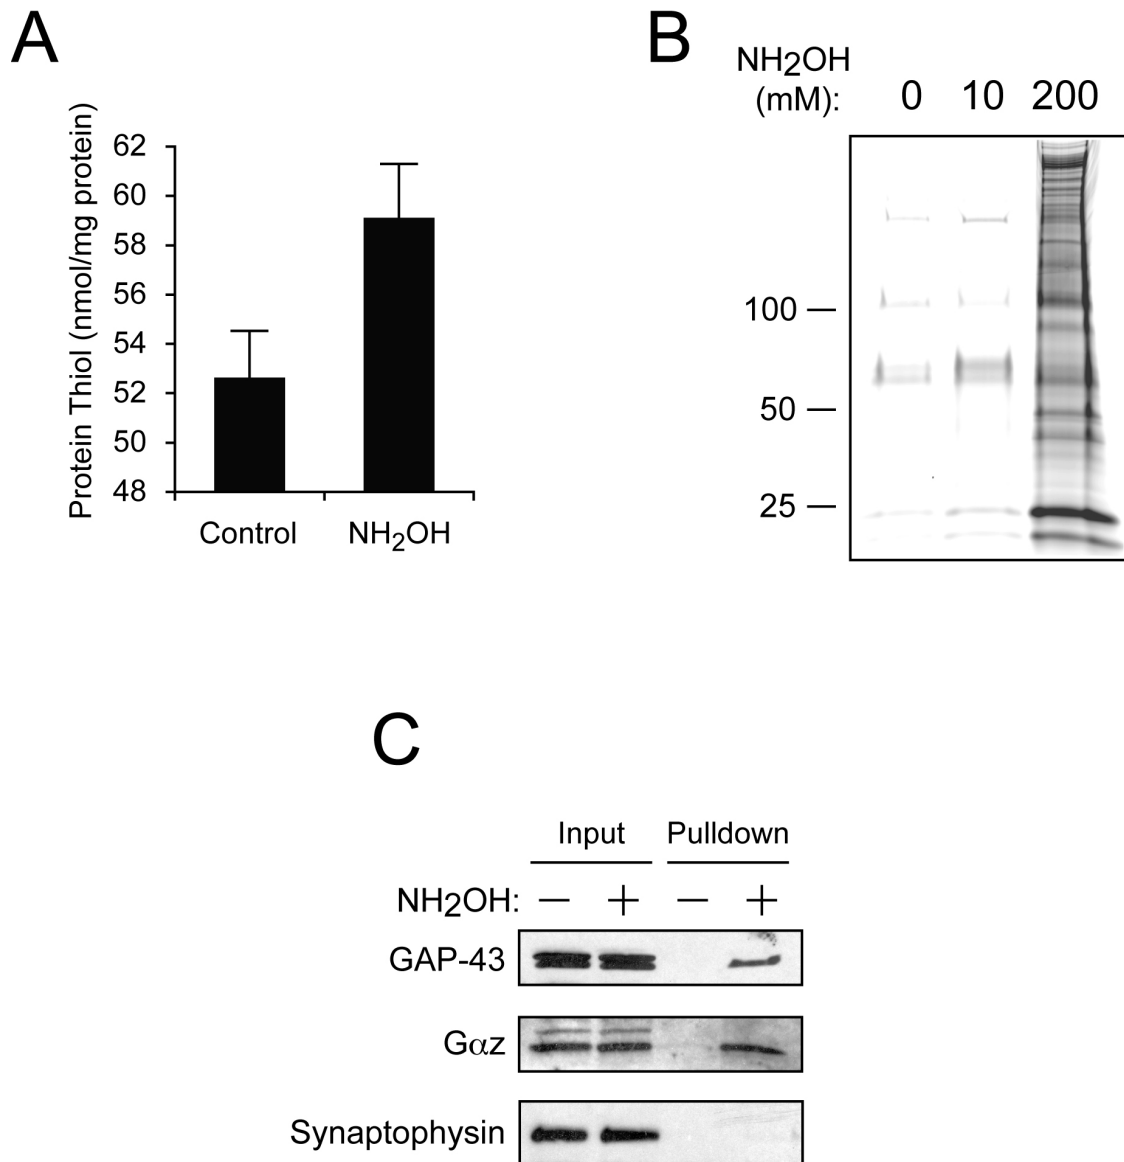 A
Protein Thiol (nmol/mg protein)
62
60
58
56
54
52
50
48
Control
NH2OH
B
NH2OH
(mM): 0 10 200
100
50
25
C
Input Pulldown
NH2OH: − + − +
GAP-43
Gαz
Synaptophysin